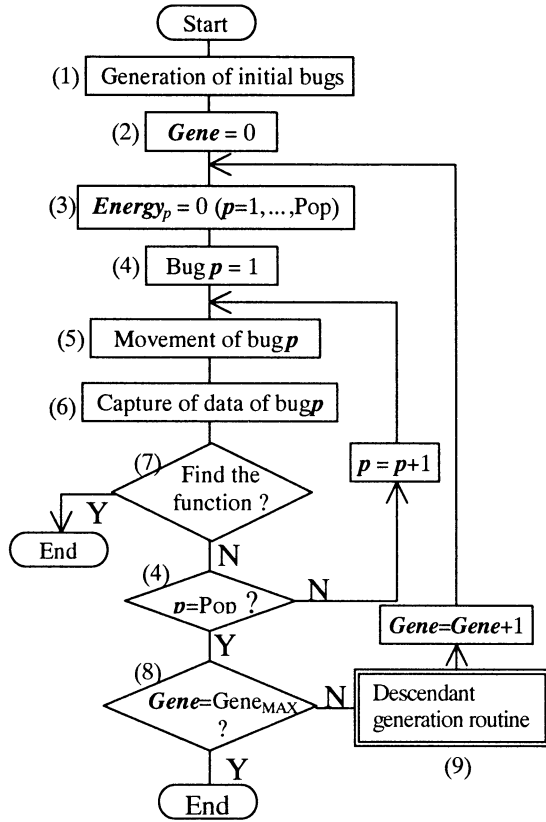 Start
(1) Generation of initial bugs
(2) Gene = 0
(3) Energyp = 0 (p=1,...,Pop)
(4) Bug p = 1
(5) Movement of bug p
(6) Capture of data of bugp
p = p+1
(7) Find the
function ?
Y
End
N
(4)
p=Pop ?
N
Y
Gene=Gene+1
(8)
Gene=GeneMAX
?
N
Descendant
generation routine
(9)
Y
End